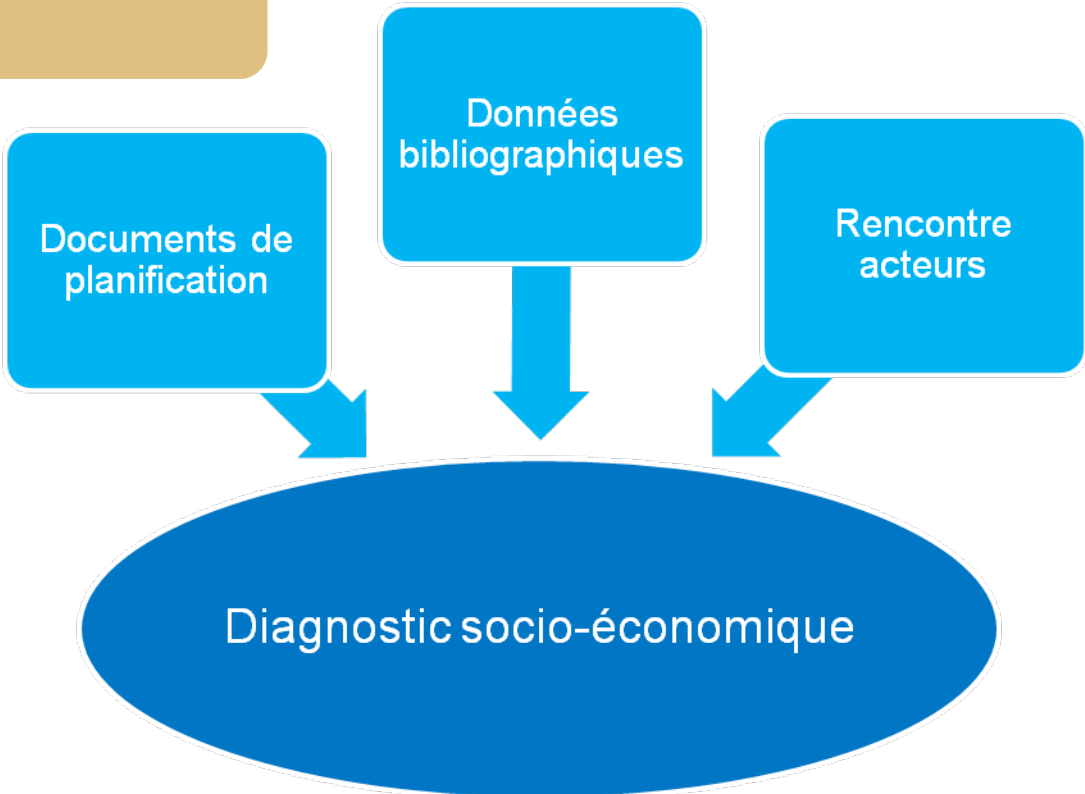 Données
bibliographiques
Documents de
planification
Rencontre
acteurs
Diagnostic socio-économique